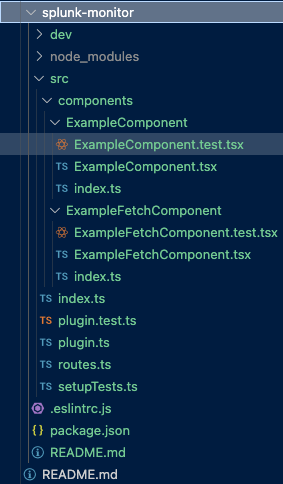 splunk-monitor
dev
node_modules
src
components
ExampleComponent
ExampleComponent.test.tsx
TS ExampleComponent.tsx
TS index.ts
ExampleFetchComponent
ExampleFetchComponent.test.tsx
TS ExampleFetchComponent.tsx
TS index.ts
TS index.ts
TS plugin.test.ts
TS plugin.ts
TS routes.ts
TS setupTests.ts
.eslintrc.js
{ } package.json
README.md
README.md